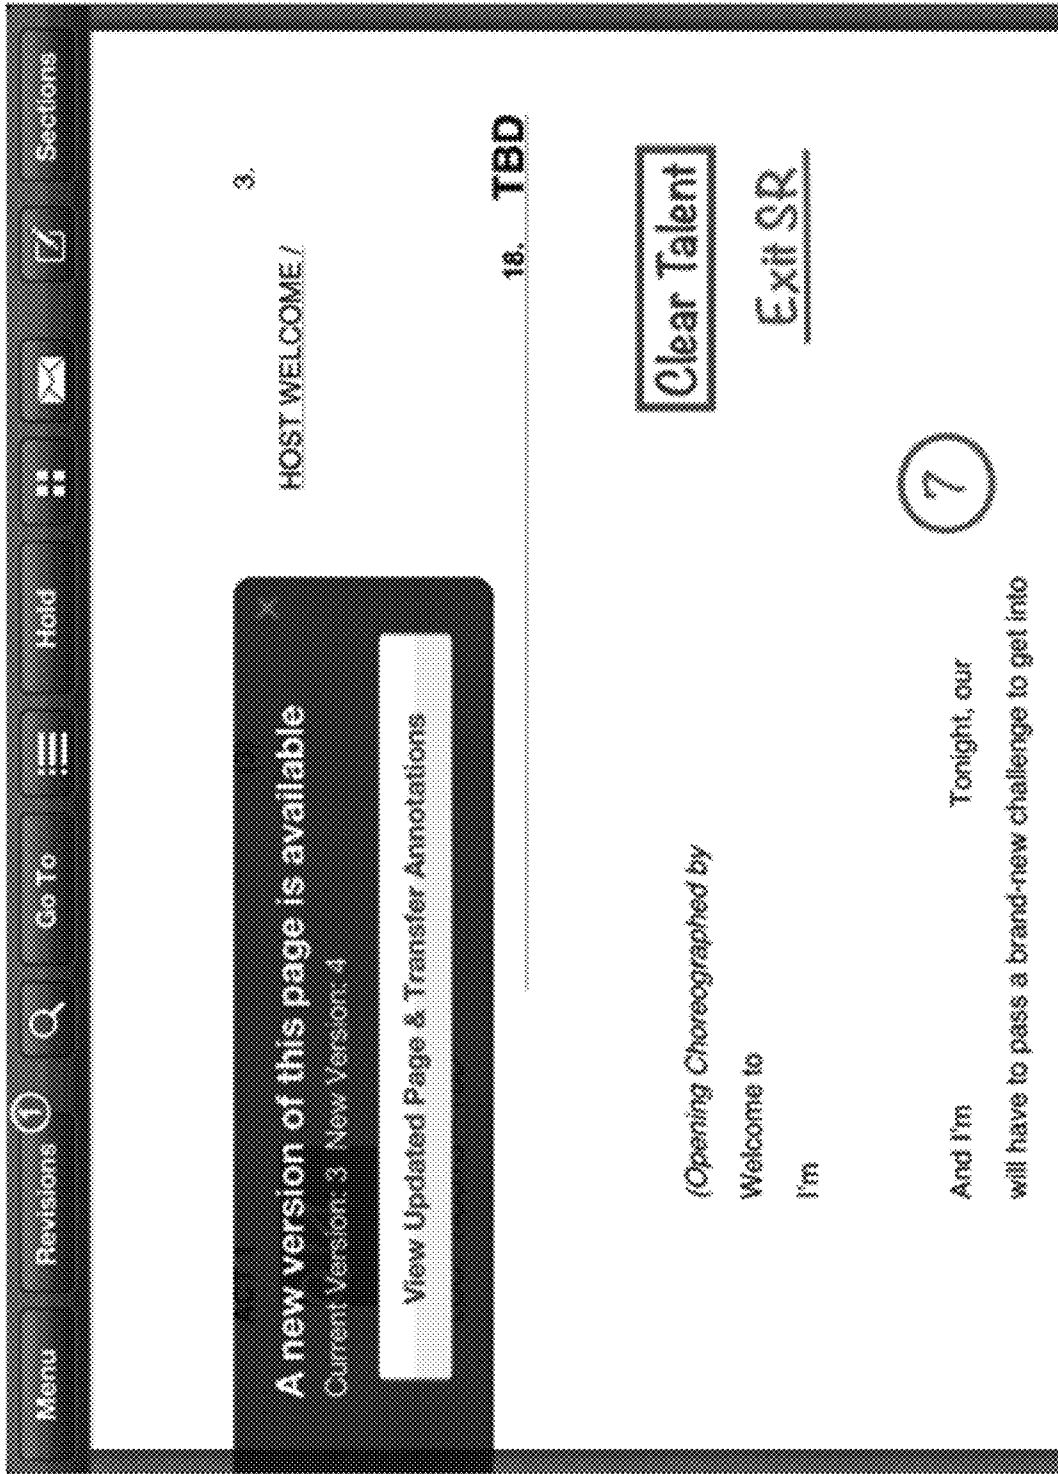 Menu Revisions 1 Go To Hold Sections
3.
A new version of this page is available
Current Version: 3 New Version: 4
×
HOST WELCOME /
View Updated Page & Transfer Annotations
18. TBD
Clear Talent
(Opening Choreographed by
Welcome to
Exit SR
I'm
7
And I'm Tonight, our
will have to pass a brand-new challenge to get into